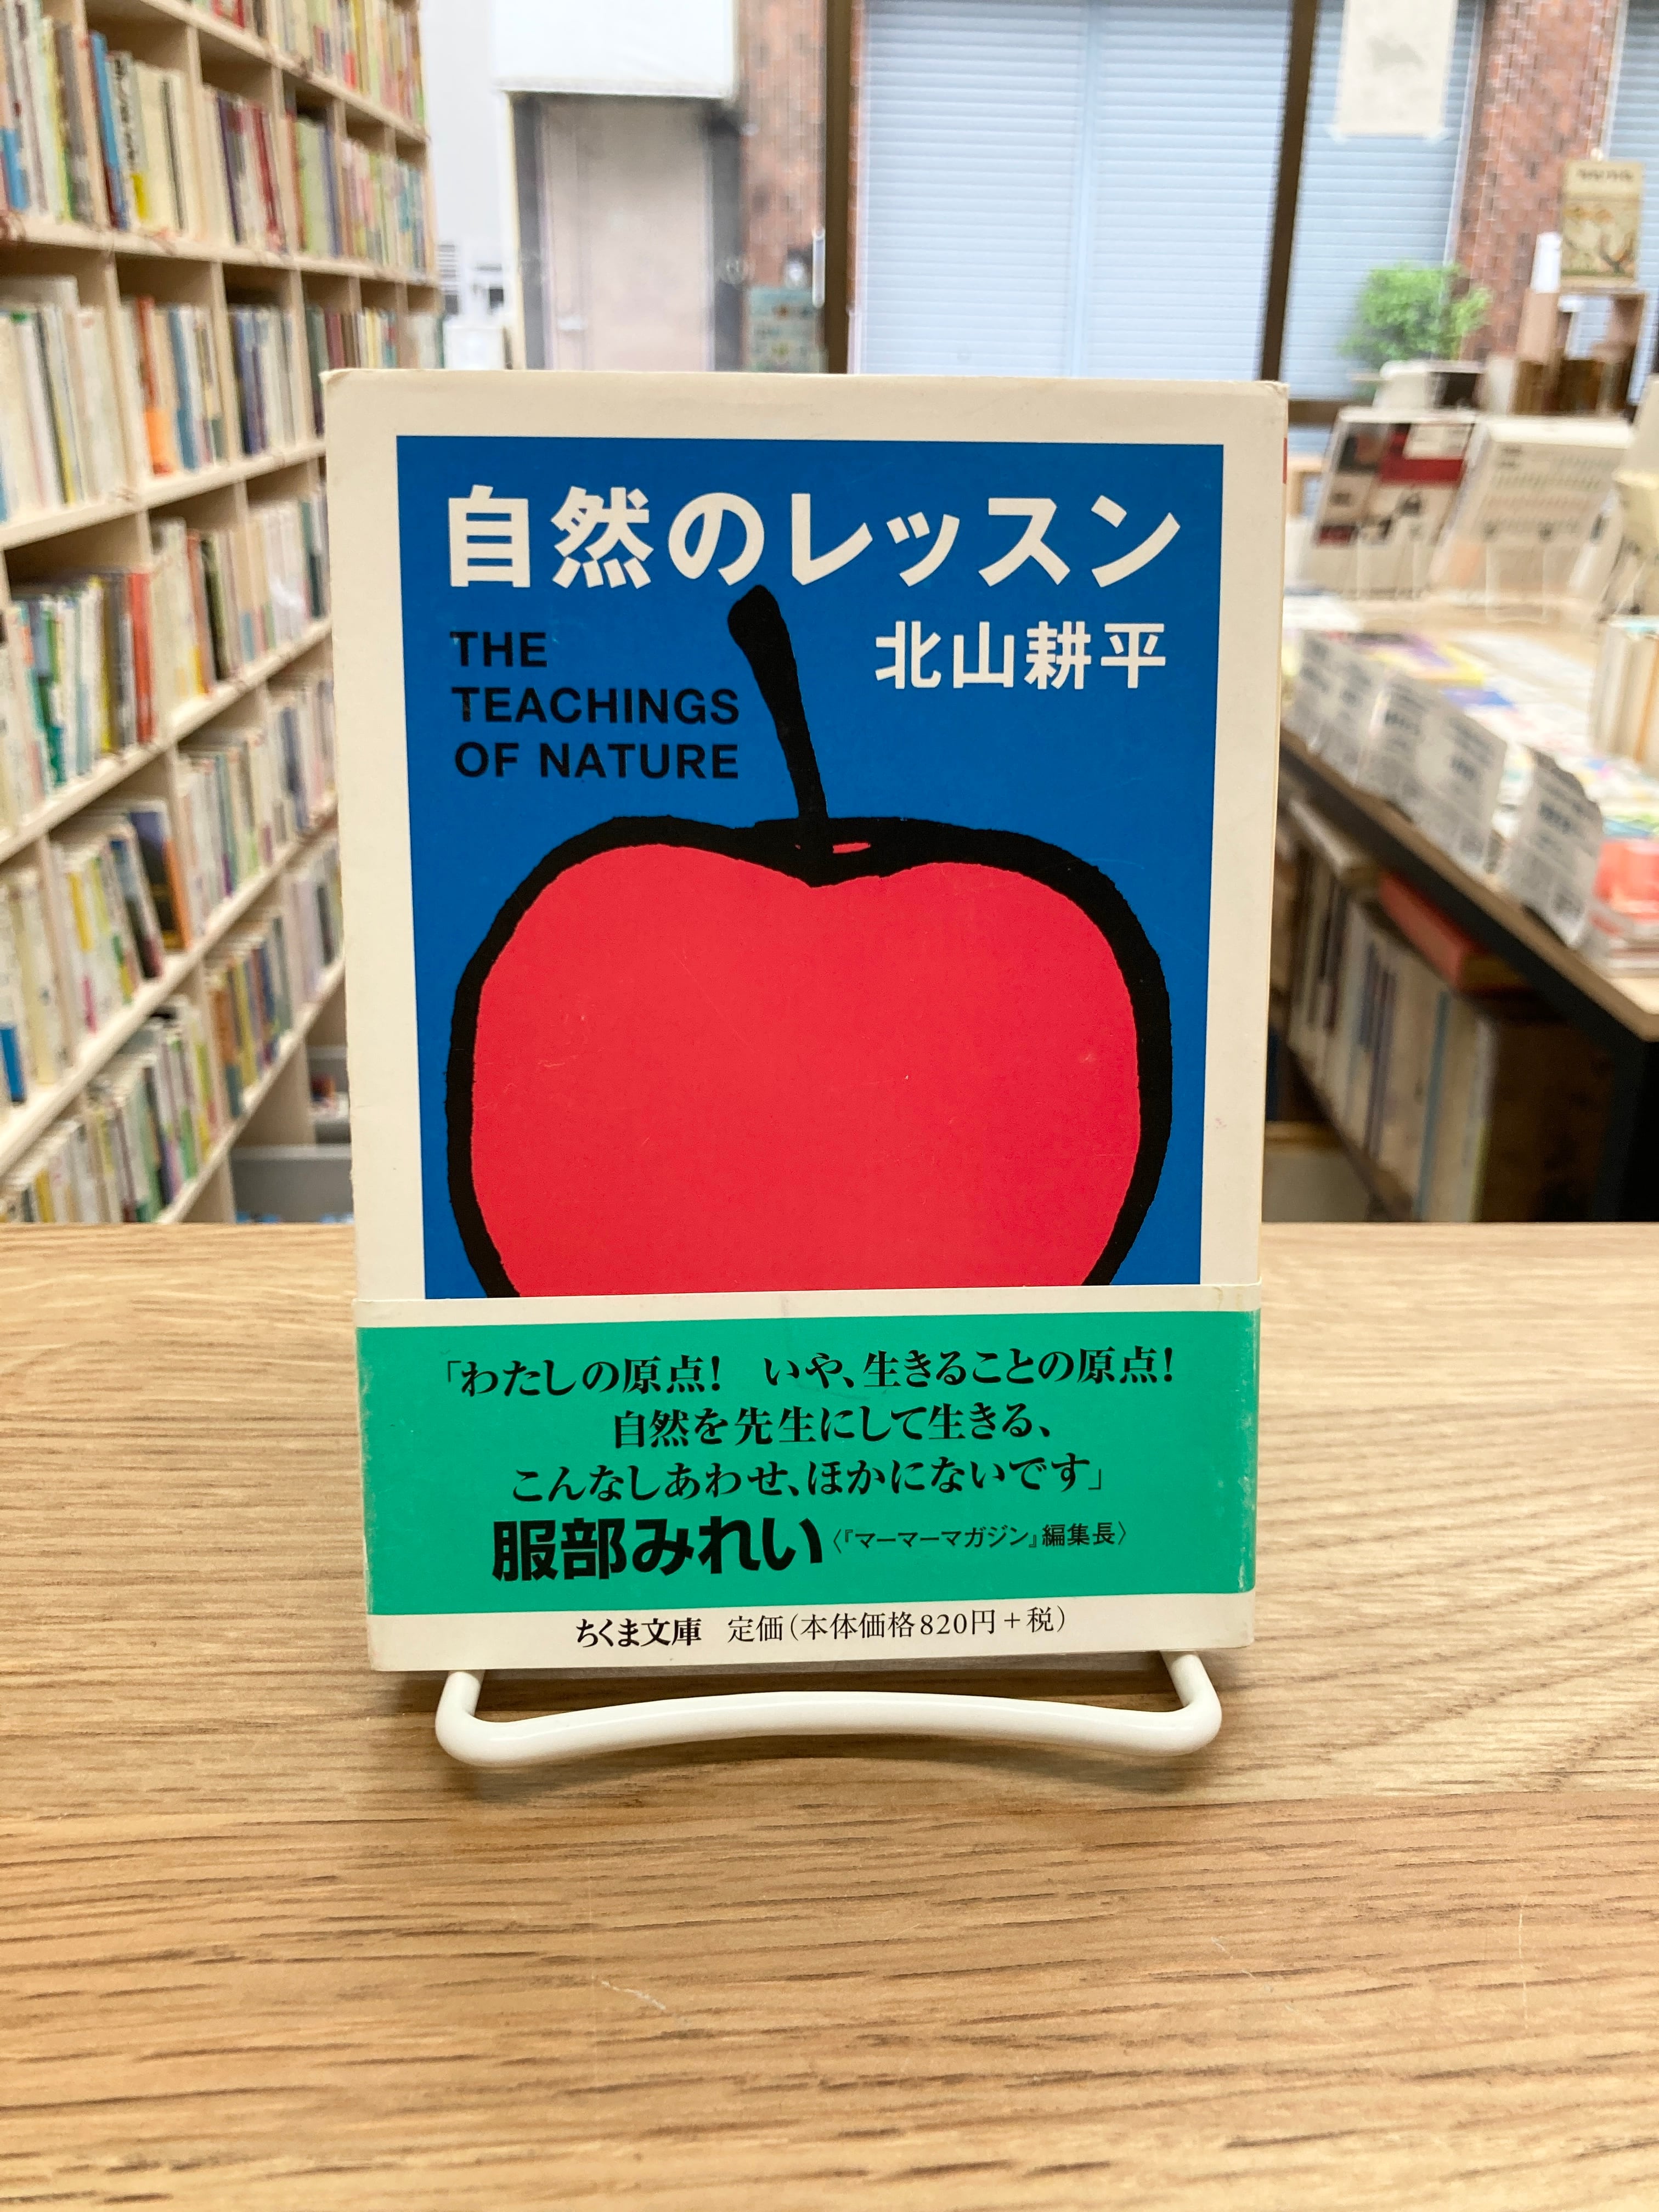 自然のレッスン
北山耕平
THE
TEACHINGS
OF NATURE
「わたしの原点！　いや、生きることの原点！
自然を先生にして生きる、
こんなしあわせ、ほかにないです」
服部みれい〈『マーマーマガジン』編集長〉
ちくま文庫　定価（本体価格820円＋税）